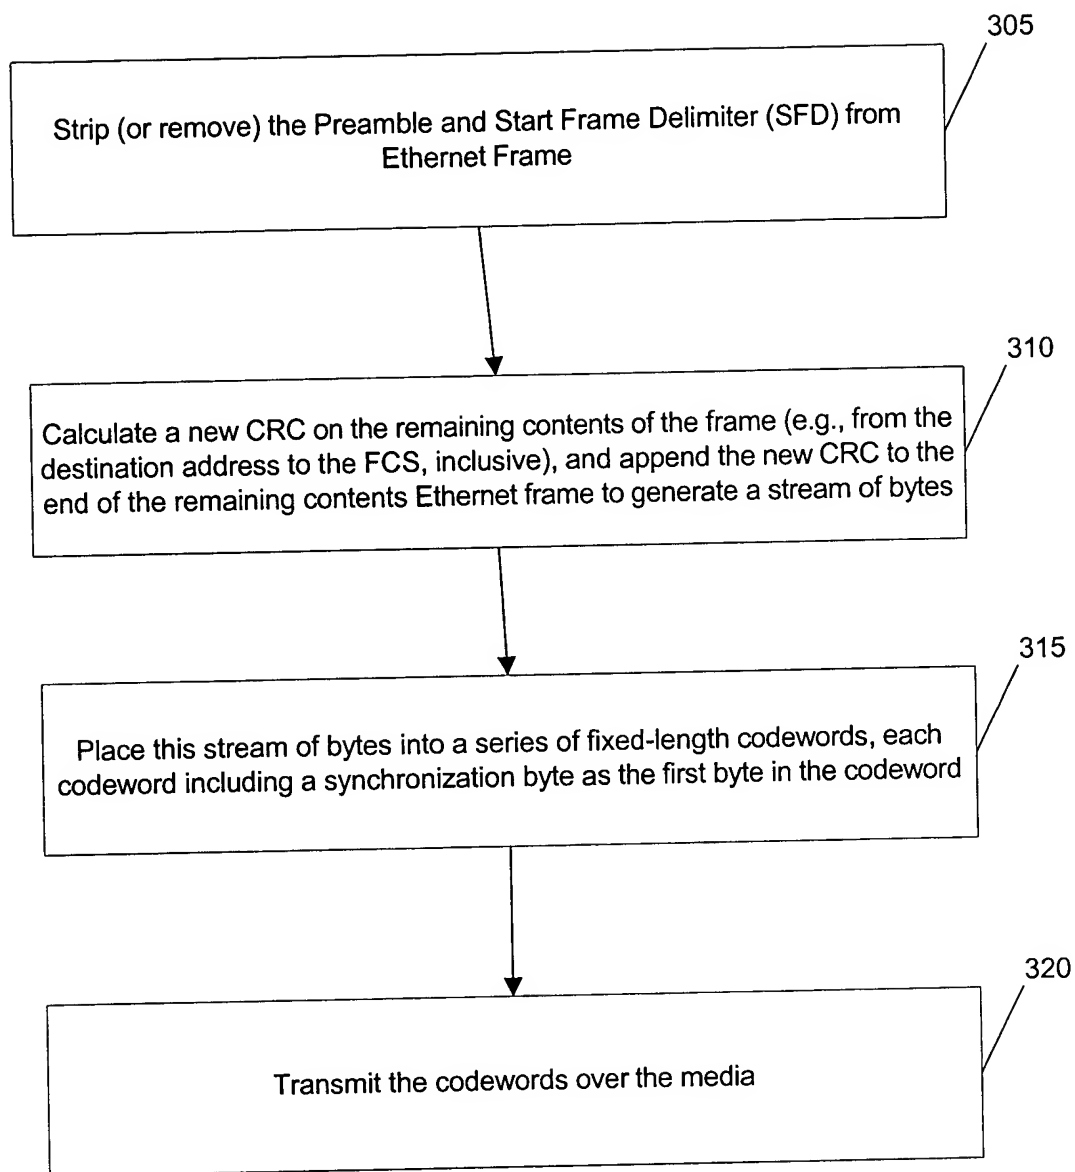 305
Strip (or remove) the Preamble and Start Frame Delimiter (SFD) from
Ethernet Frame
310
Calculate a new CRC on the remaining contents of the frame (e.g., from the
destination address to the FCS, inclusive), and append the new CRC to the
end of the remaining contents Ethernet frame to generate a stream of bytes
315
Place this stream of bytes into a series of fixed-length codewords, each
codeword including a synchronization byte as the first byte in the codeword
320
Transmit the codewords over the media